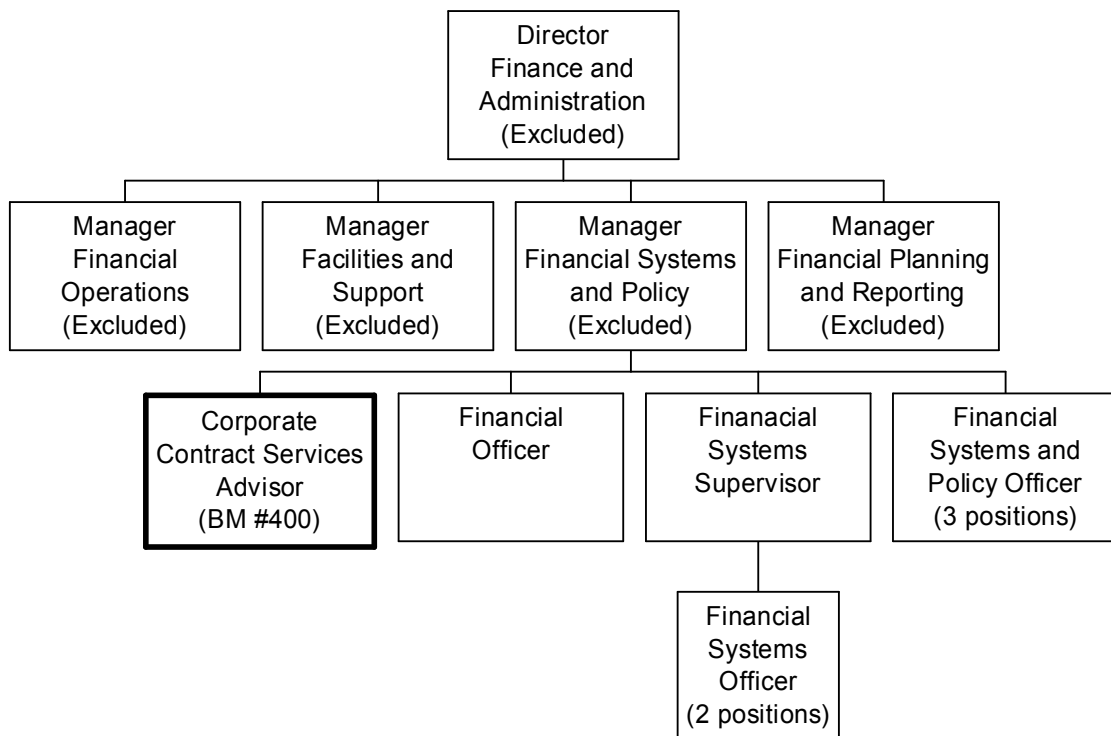 Director
Finance and
Administration
(Excluded)
Manager
Financial
Operations
(Excluded)
Manager
Facilities and
Support
(Excluded)
Manager
Financial Systems
and Policy
(Excluded)
Manager
Financial Planning
and Reporting
(Excluded)
Corporate
Contract Services
Advisor
(BM #400)
Financial
Officer
Finanacial
Systems
Supervisor
Financial
Systems and
Policy Officer
(3 positions)
Financial
Systems
Officer
(2 positions)